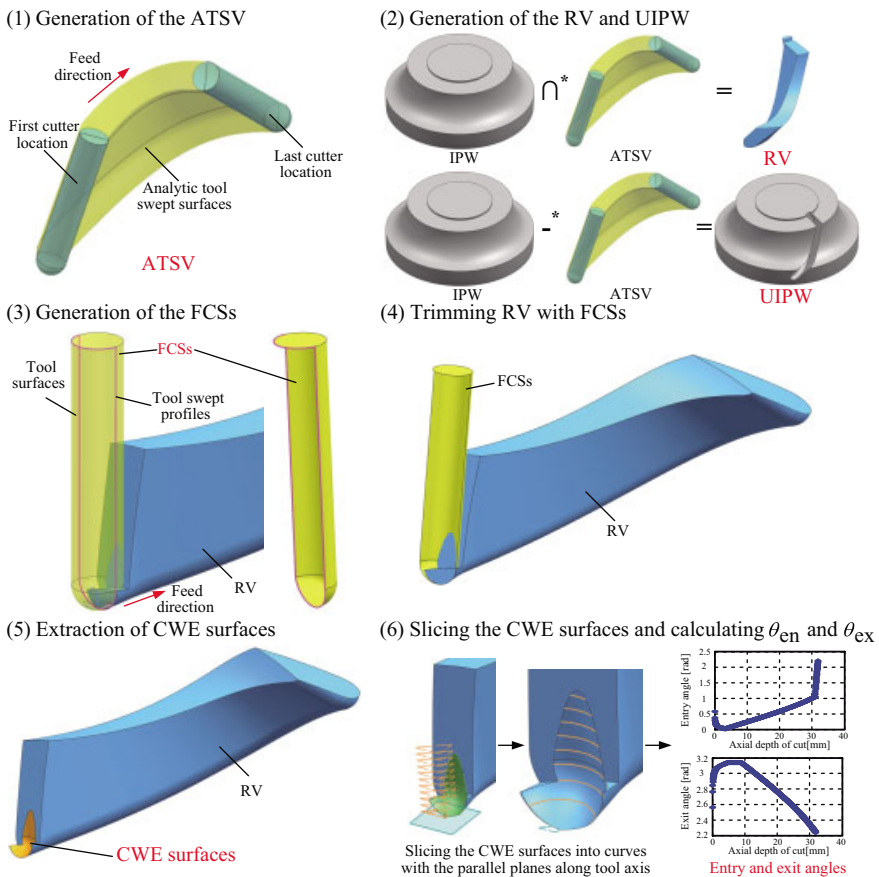 (1) Generation of the ATSV
Feed
direction
First cutter
location
Last cutter
location
Analytic tool
swept surfaces
ATSV
(2) Generation of the RV and UIPW
∩*
=
IPW
ATSV
RV
-*
=
IPW
ATSV
UIPW
(3) Generation of the FCSs
FCSs
Tool
surfaces
Tool swept
profiles
RV
Feed
direction
(4) Trimming RV with FCSs
FCSs
RV
(5) Extraction of CWE surfaces
RV
CWE surfaces
(6) Slicing the CWE surfaces and calculating θen and θex
Slicing the CWE surfaces into curves
with the parallel planes along tool axis
Entry angle [rad]
2.5
2
1.5
1
0.5
0
0 10 20 30 40
Axial depth of cut[mm]
Exit angle [rad]
3.2
3.0
2.8
2.6
2.4
2.2
0 10 20 30 40
Axial depth of cut[mm]
Entry and exit angles